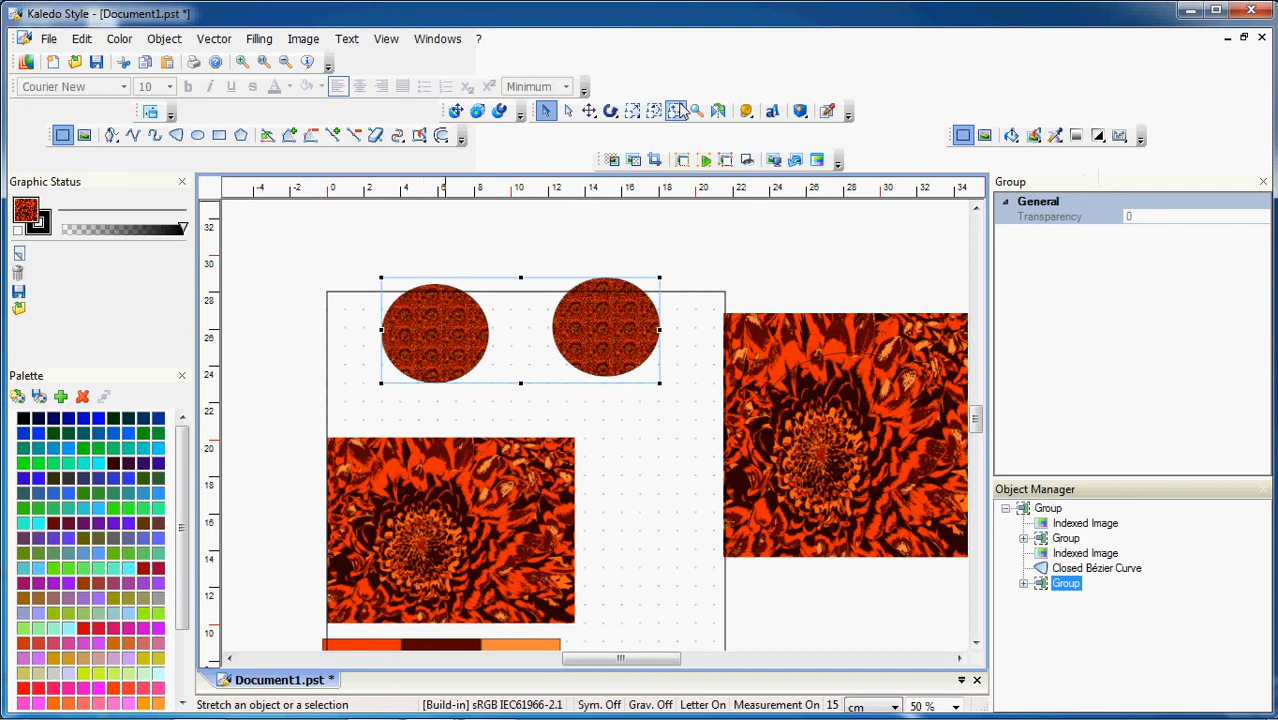 Kaledo Style - [Document1.pst *]
File Edit Color Object Vector Filling Image Text View Windows ?
Courier New 10 b i s A Minimum
Graphic Status
Palette
-4 -2 0 2 4 6 8 10 12 14 16 18 20 22 24 26 28 30 32 34
32
30
28
26
24
22
20
18
16
14
12
10
Group
General
Transparency 0
Object Manager
Group
Indexed Image
Group
Indexed Image
Closed Bézier Curve
Group
Document1.pst *
Stretch an object or a selection [Build-in] sRGB IEC61966-2.1 Sym. Off Grav. Off Letter On Measurement On 15 cm 50 %